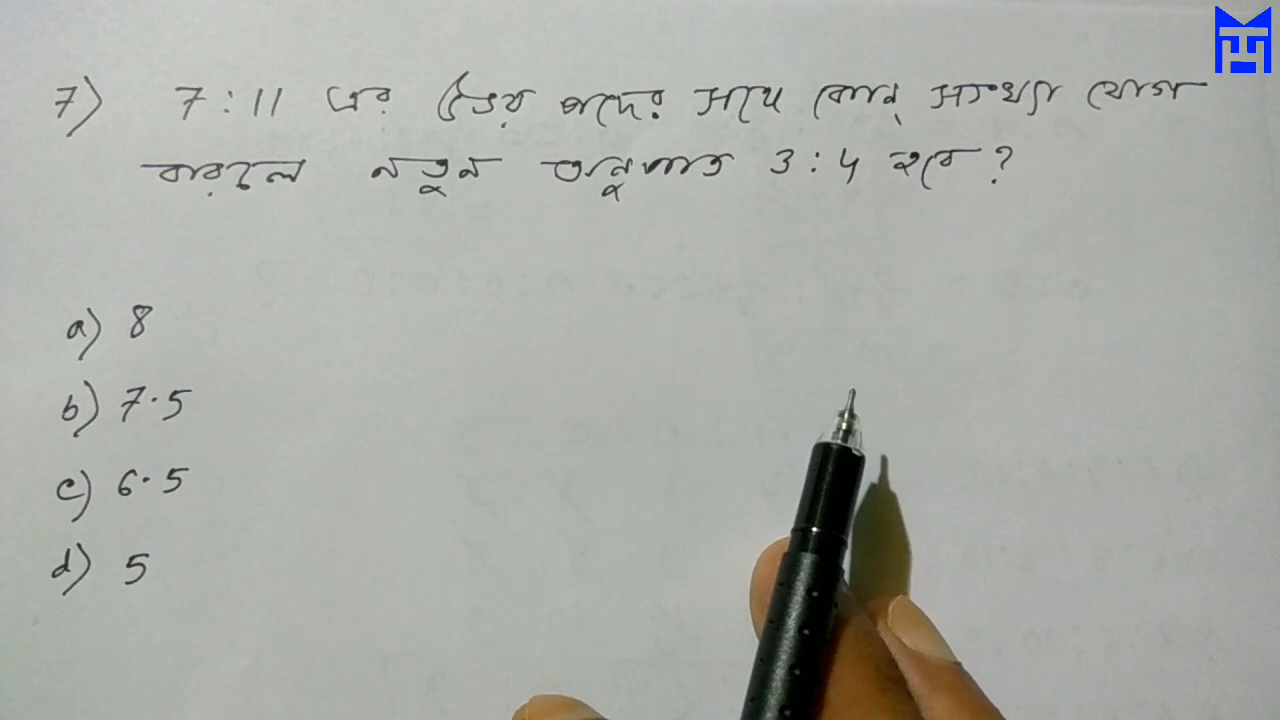 7) 7:11 এর উভয় পদের সাথে কোন্ সংখ্যা যোগ
করলে নতুন অনুপাত 3:4 হবে?
a) 8
b) 7.5
c) 6.5
d) 5